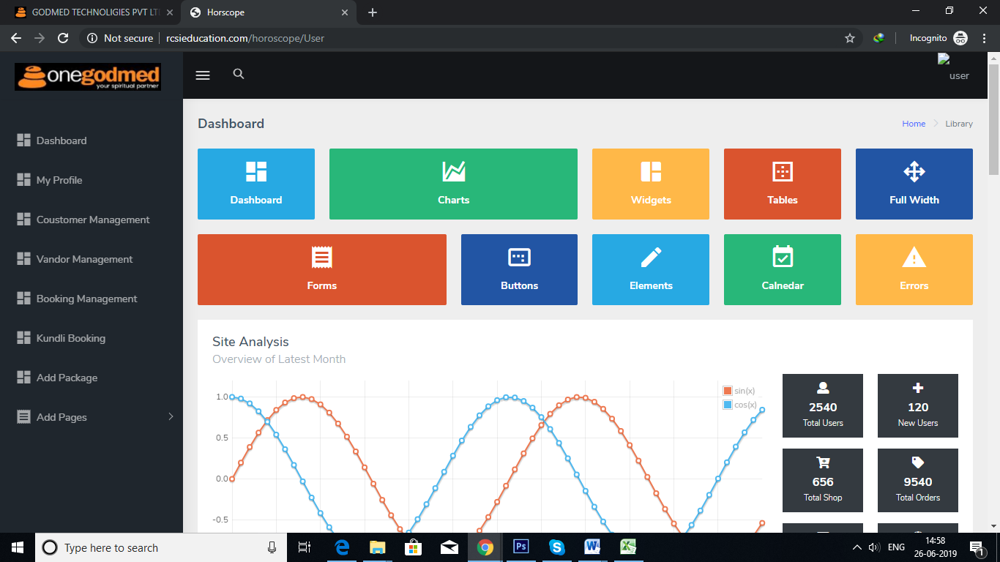 GODMED TECHNOLIGIES PVT LT
Horscope
Not secure
rcsieducation.com/horoscope/User
Incognito
onegodmed
your spiritual partner
user
Dashboard
My Profile
Coustomer Management
Vandor Management
Booking Management
Kundli Booking
Add Package
Add Pages
Dashboard
Home
Library
Dashboard
Charts
Widgets
Tables
Full Width
Forms
Buttons
Elements
Calnedar
Errors
Site Analysis
Overview of Latest Month
1.0
0.5
0.0
-0.5
sin(x)
cos(x)
2540
Total Users
120
New Users
656
Total Shop
9540
Total Orders
Type here to search
Ps
ENG
14:58
26-06-2019
1